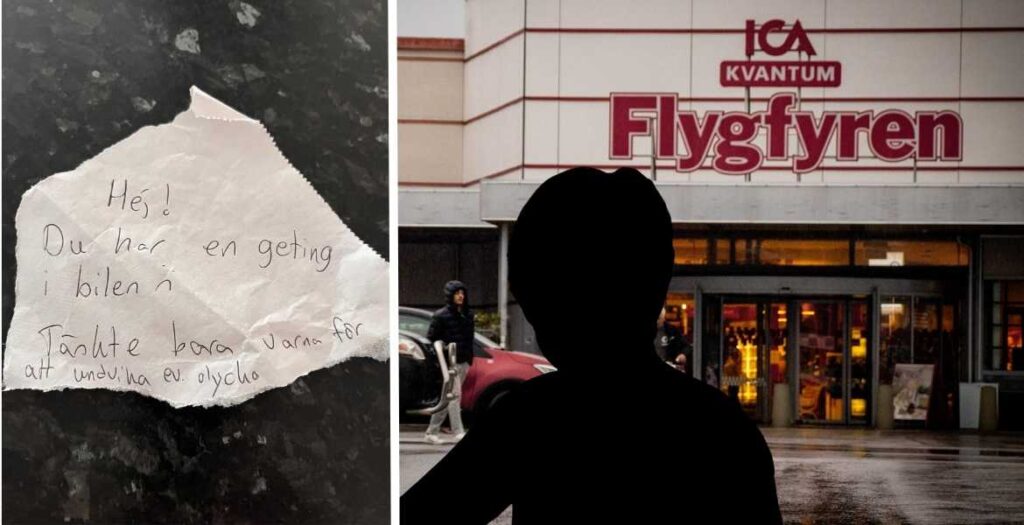 Hej!
Du har en geting
i bilen ü
Tänkte bara varna för
att undvika ev. olycka
ICA
KVANTUM
Flygfyren